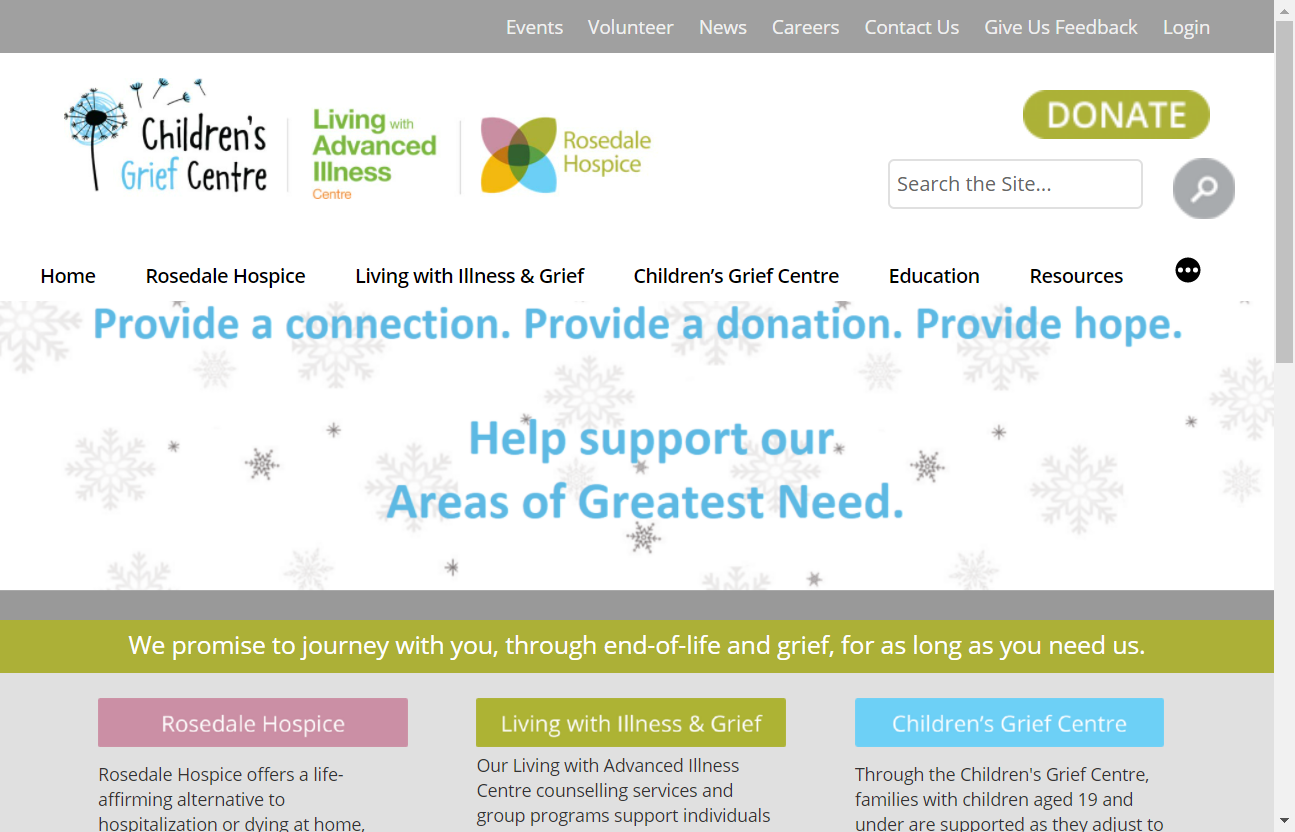 Events Volunteer News Careers Contact Us Give Us Feedback Login
Children's
Grief Centre
Living with
Advanced
Illness
Centre
Rosedale
Hospice
DONATE
Search the Site...
Home Rosedale Hospice Living with Illness & Grief Children’s Grief Centre Education Resources
Provide a connection. Provide a donation. Provide hope.
Help support our
Areas of Greatest Need.
We promise to journey with you, through end-of-life and grief, for as long as you need us.
Rosedale Hospice
Rosedale Hospice offers a life-
affirming alternative to
hospitalization or dying at home,
Living with Illness & Grief
Our Living with Advanced Illness
Centre counselling services and
group programs support individuals
Children’s Grief Centre
Through the Children's Grief Centre,
families with children aged 19 and
under are supported as they adjust to